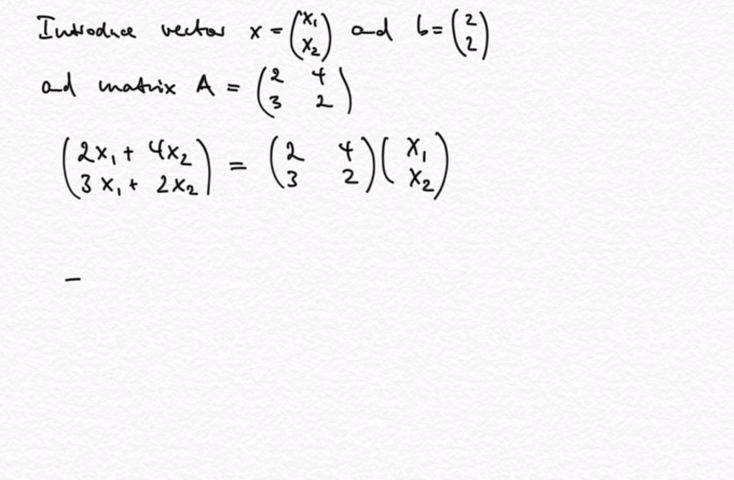 Introduce vector x = (x₁ x₂) and b = (2 2)
and matrix A = (2 4 3 2)
(2x₁ + 4x₂ 3x₁ + 2x₂) = (2 4 3 2)(x₁ x₂)
–